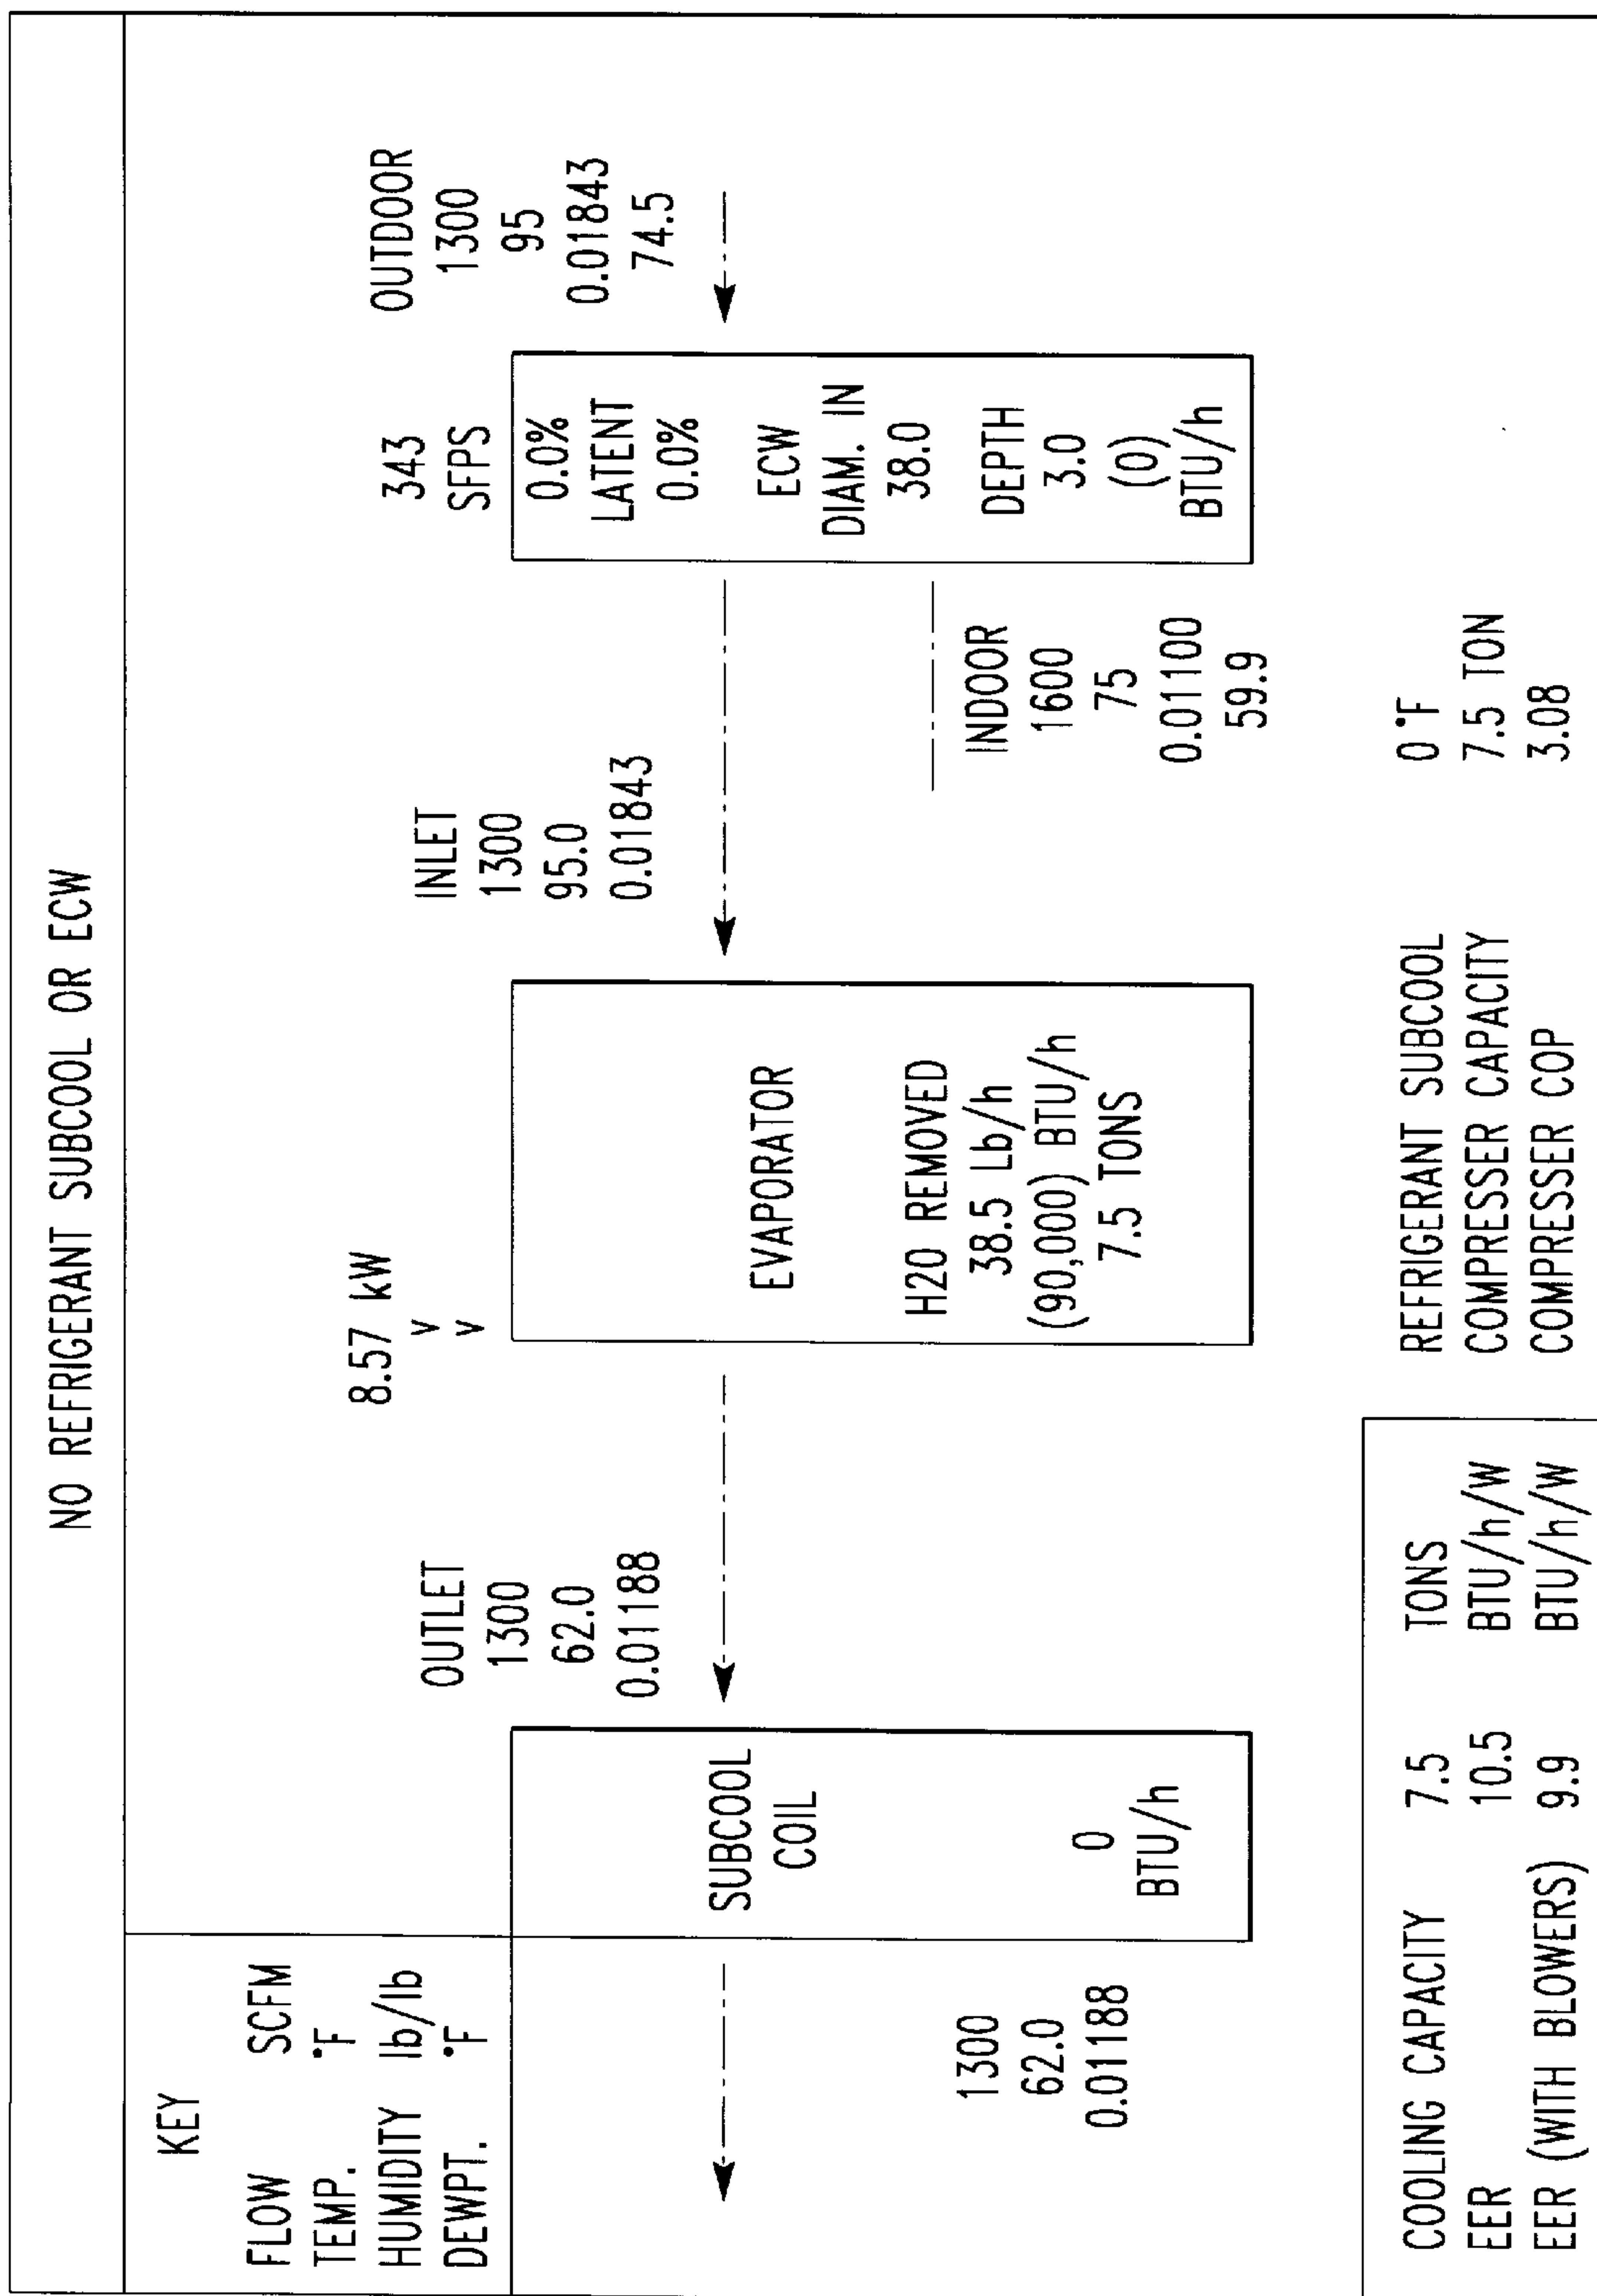 NO REFRIGERANT SUBCOOL OR ECW
KEY
FLOW SCFM
TEMP. °F
HUMIDITY lb/lb
DEWPT. °F
1300
62.0
0.01188
SUBCOOL
COIL
0
BTU/h
OUTLET
1300
62.0
0.01188
8.57 kW
V
V
EVAPORATOR
H20 REMOVED
38.5 Lb/h
(90,000) BTU/h
7.5 TONS
INLET
1300
95.0
0.01843
INDOOR
1600
75
0.01100
59.9
343
SFPS
0.0%
LATENT
0.0%
ECW
DIAM. IN
38.0
DEPTH
3.0
(0)
BTU/h
OUTDOOR
1300
95
0.01843
74.5
COOLING CAPACITY 7.5 TONS
EER 10.5 BTU/h/W
EER (WITH BLOWERS) 9.9 BTU/h/W
REFRIGERANT SUBCOOL 0 °F
COMPRESSER CAPACITY 7.5 TON
COMPRESSER COP 3.08